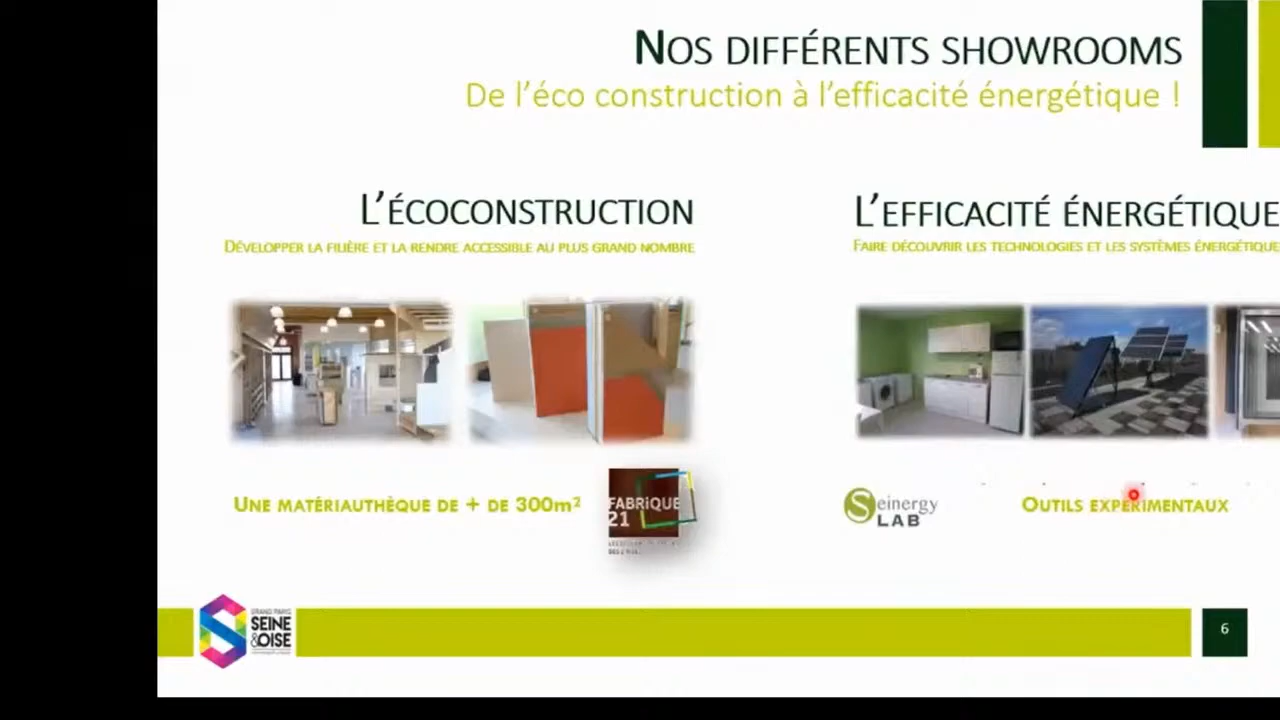 NOS DIFFÉRENTS SHOWROOMS
De l'éco construction à l'efficacité énergétique !
L'ÉCOCONSTRUCTION
DÉVELOPPER LA FILIÈRE ET LA RENDRE ACCESSIBLE AU PLUS GRAND NOMBRE
L'EFFICACITÉ ÉNERGÉTIQUE
FAIRE DÉCOUVRIR LES TECHNOLOGIES ET LES SYSTÈMES ÉNERGÉTIQUE
UNE MATÉRIAUTHÈQUE DE + DE 300m²
FABRIQUE
21
Seinergy
LAB
OUTILS EXPÉRIMENTAUX
GRAND PARIS
SEINE
&OISE
6